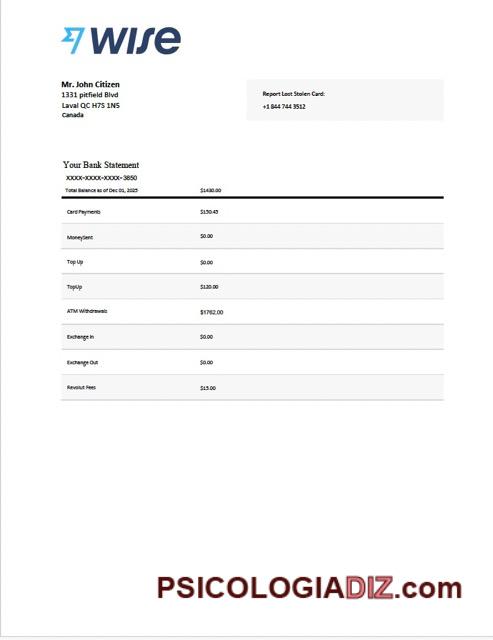 WISE
Mr. John Citizen
1331 pitfield Blvd
Laval QC H7S 1N5
Canada
Report Lost Stolen Card:
+1 844 744 3512
Your Bank Statement
XXXX-XXXX-XXXX-3850
Total Balance as of Dec 01, 2025 $1430.00
Card Payments $150.45
MoneySent $0.00
Top Up $0.00
TopUp $120.00
ATM Withdrawals $1762.00
Exchange In $0.00
Exchange Out $0.00
Revolut Fees $15.00
PSICOLOGIADIZ.com